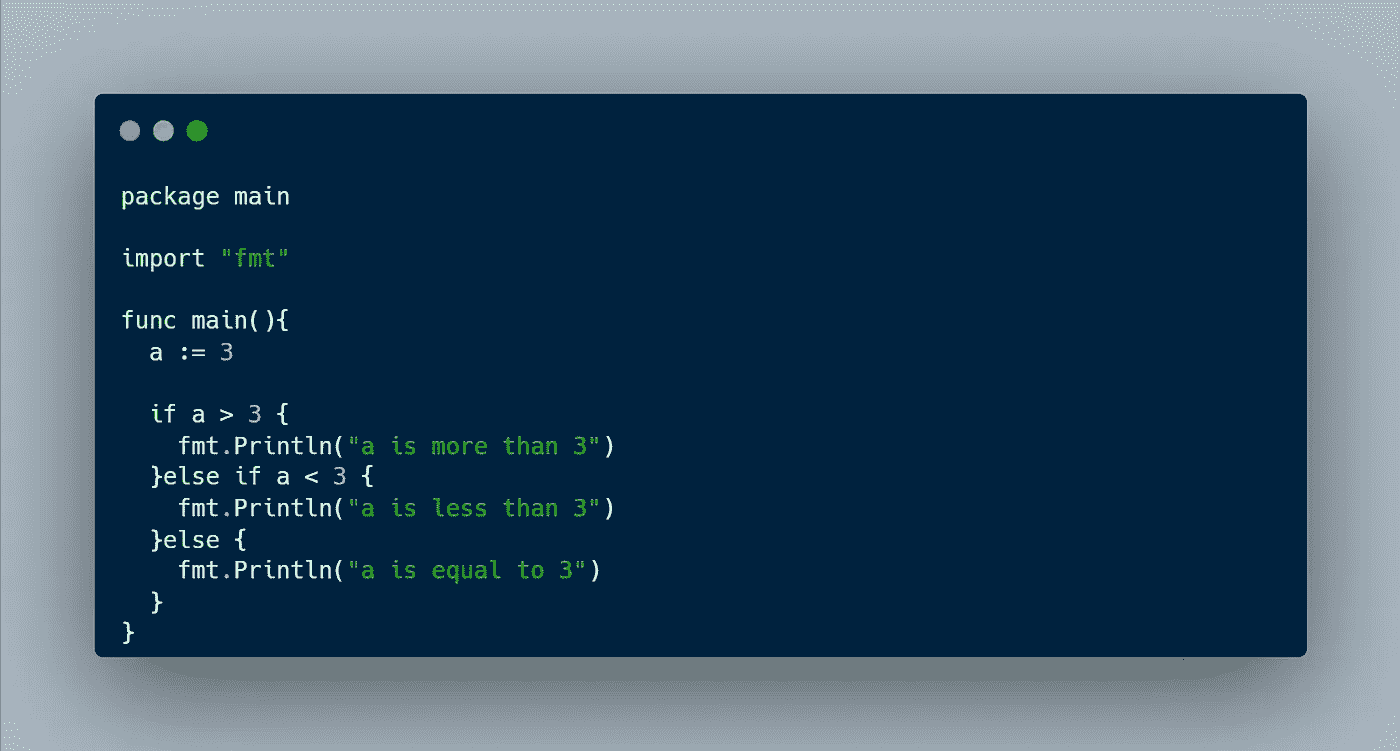 package main
import "fmt"
func main(){
  a := 3
  if a > 3 {
    fmt.Println("a is more than 3")
  }else if a < 3 {
    fmt.Println("a is less than 3")
  }else {
    fmt.Println("a is equal to 3")
  }
}